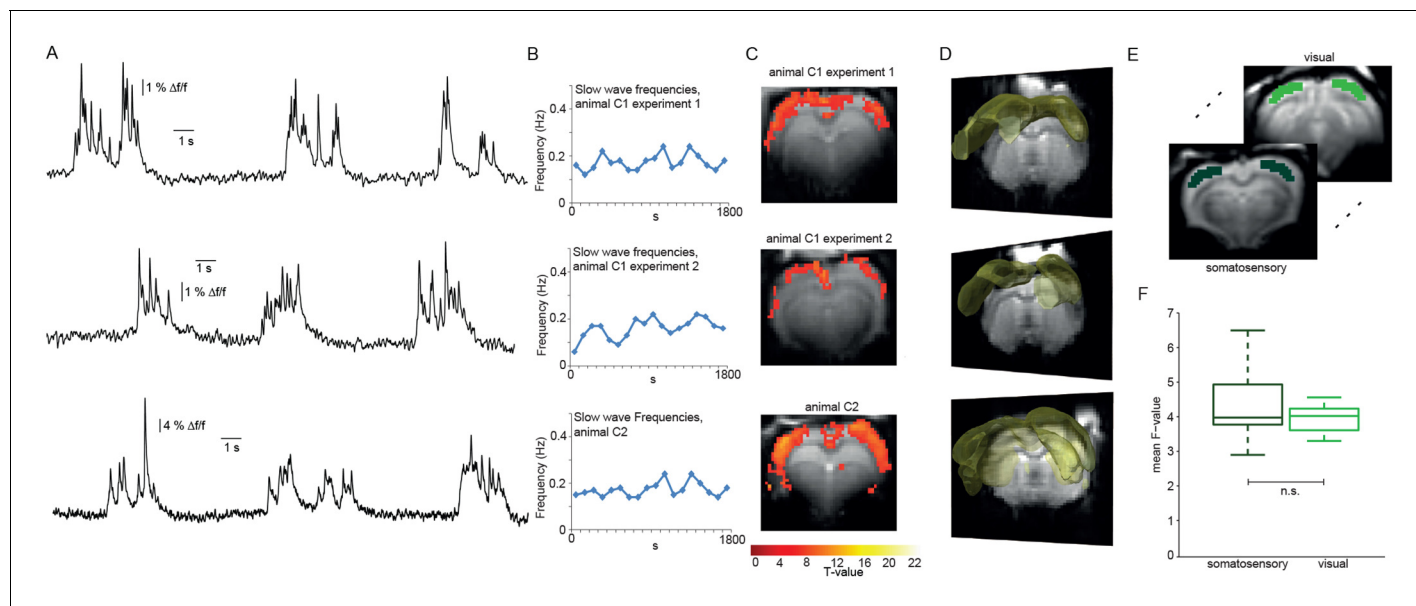 A
1 % Δf/f
1 s
1 s
1 % Δf/f
4 % Δf/f
1 s
B
Slow wave frequencies,
animal C1 experiment 1
0.4
0.2
0
Frequency (Hz)
0
s
1800
Slow wave frequencies,
animal C1 experiment 2
0.4
0.2
0
Frequency (Hz)
0
s
1800
Slow wave Frequencies,
animal C2
0.4
0.2
0
Frequency (Hz)
0
s
1800
C
animal C1 experiment 1
animal C1 experiment 2
animal C2
0 4 8 12 16 20 22
T-value
D
E
visual
somatosensory
F
7
6
5
4
3
2
1
0
mean F-value
n.s.
somatosensory
visual